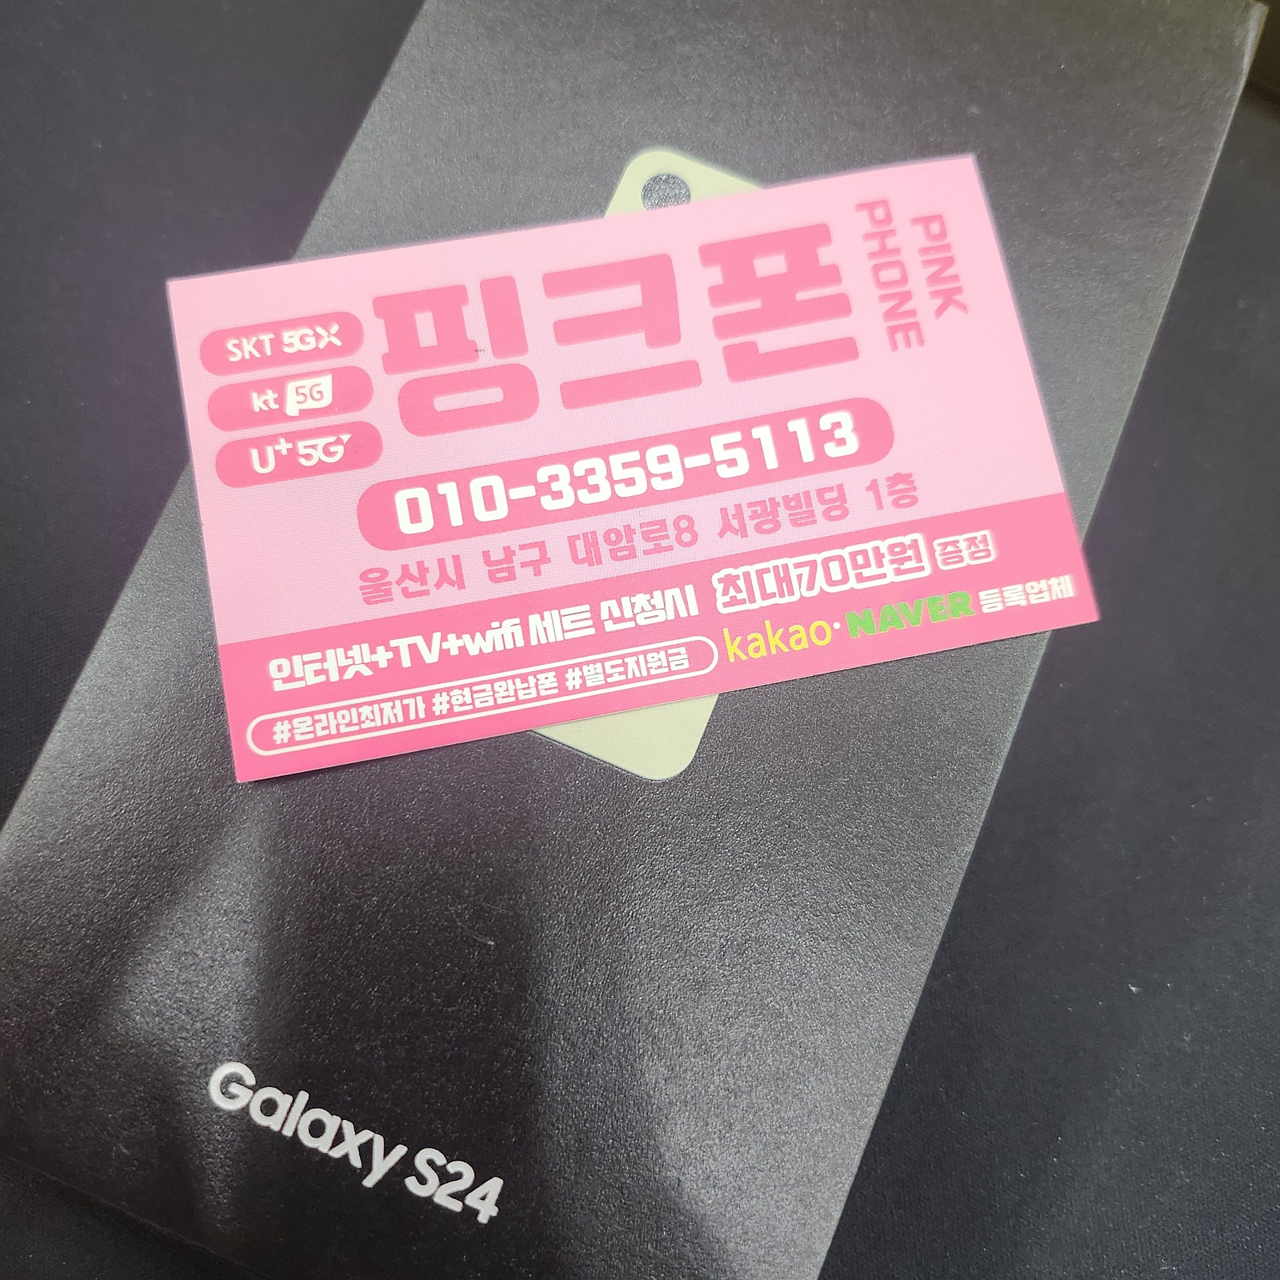 핑크폰
PINK
PHONE
SKT 5GX
kt 5G
U+5G
010-3359-5113
울산시 남구 대암로8 서광빌딩 1층
인터넷+TV+wifi 세트 신청시 최대70만원 증정
#온라인최저가 #현금완납폰 #별도지원금 kakao·NAVER 등록업체
Galaxy S24